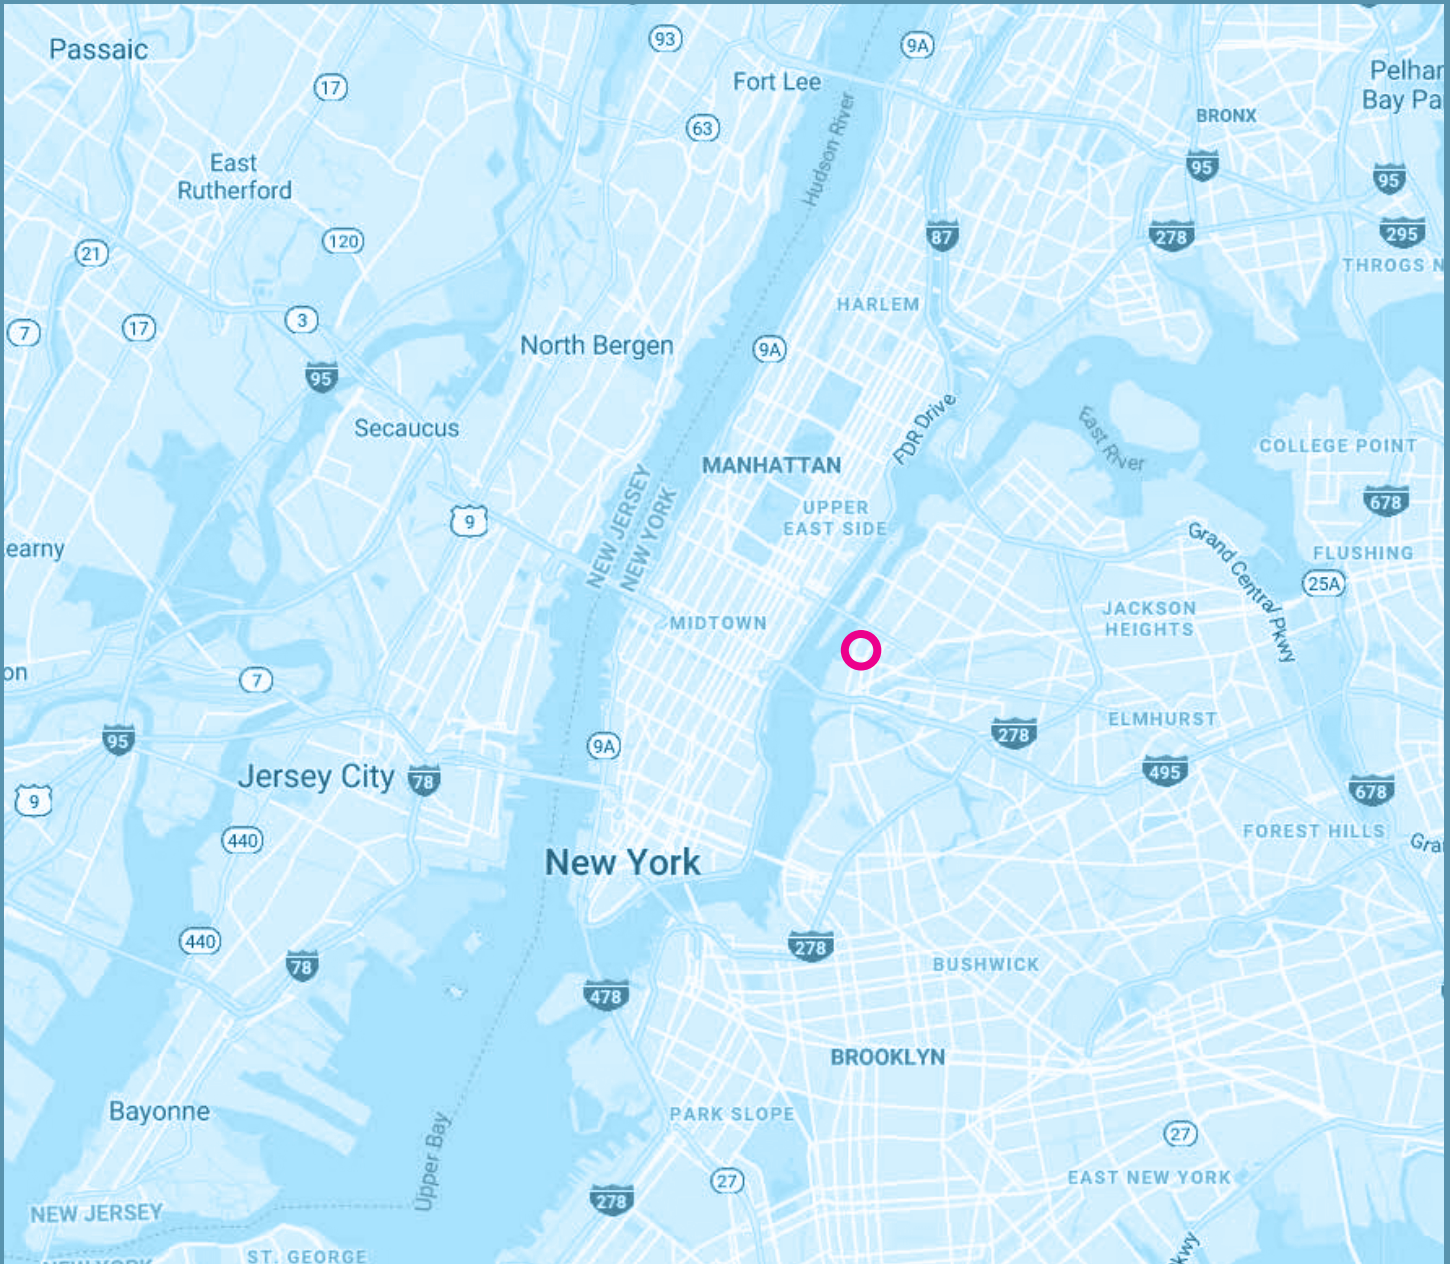 Passaic
93
9A
Fort Lee
Pelhar
Bay Pa
17
63
BRONX
Hudson River
East
Rutherford
95
95
120
87
278
295
21
THROGS N
HARLEM
3
17
7
North Bergen
9A
95
FDR Drive
Secaucus
East River
COLLEGE POINT
MANHATTAN
678
UPPER
EAST SIDE
9
NEW JERSEY
NEW YORK
Grand Central Pkwy
earny
FLUSHING
25A
JACKSON
HEIGHTS
MIDTOWN
on
7
ELMHURST
95
278
9A
495
Jersey City
78
678
9
FOREST HILLS
440
Gra
New York
440
278
78
BUSHWICK
478
BROOKLYN
Bayonne
PARK SLOPE
Upper Bay
27
27
EAST NEW YORK
278
NEW JERSEY
kwy
ST. GEORGE
NEW YORK